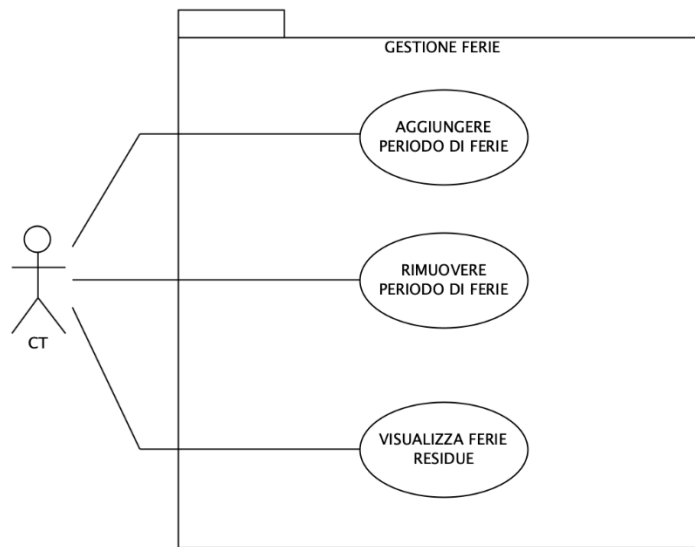 GESTIONE FERIE
AGGIUNGERE
PERIODO DI FERIE
RIMUOVERE
PERIODO DI FERIE
CT
VISUALIZZA FERIE
RESIDUE